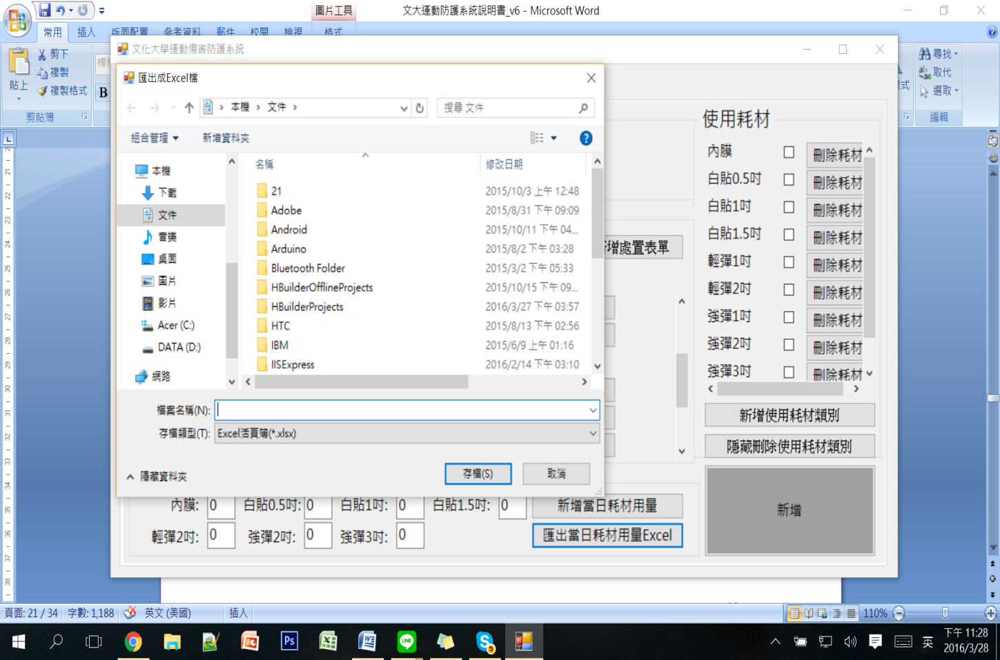 圖片工具
文大運動防護系統說明書_v6 - Microsoft Word
常用 插入 版面配置 參考資料 郵件 校閱 檢視 格式
貼上
剪下
複製
複製格式
剪貼簿
B
尋找
取代
選取
編輯
文化大學運動傷害防護系統
匯出成Excel檔
本機 文件
搜尋 文件
組合管理
新增資料夾
本機
下載
文件
音樂
桌面
圖片
影片
Acer (C:)
DATA (D:)
網路
名稱 修改日期
21 2015/10/3 上午 12:48
Adobe 2015/8/31 下午 09:09
Android 2015/10/11 下午 04...
Arduino 2015/8/2 下午 03:28
Bluetooth Folder 2015/3/2 下午 05:33
HBuilderOfflineProjects 2015/10/15 下午 09...
HBuilderProjects 2016/3/27 下午 03:57
HTC 2015/8/13 下午 02:56
IBM 2015/6/9 上午 01:16
IISExpress 2016/2/14 下午 03:10
檔案名稱(N):
存檔類型(T): Excel活頁簿(*.xlsx)
隱藏資料夾
存檔(S)
取消
增處置表單
使用耗材
內膜 刪除耗材
白貼0.5吋 刪除耗材
白貼1吋 刪除耗材
白貼1.5吋 刪除耗材
輕彈1吋 刪除耗材
輕彈2吋 刪除耗材
強彈1吋 刪除耗材
強彈2吋 刪除耗材
強彈3吋 刪除耗材
新增使用耗材類別
隱藏刪除使用耗材類別
新增
內膜: 0 白貼0.5吋: 0 白貼1吋: 0 白貼1.5吋: 0 新增當日耗材用量
輕彈2吋: 0 強彈2吋: 0 強彈3吋: 0 匯出當日耗材用量Excel
頁面: 21 / 34 字數: 1,188 英文 (美國) 插入 110%
英
下午 11:28
2016/3/28